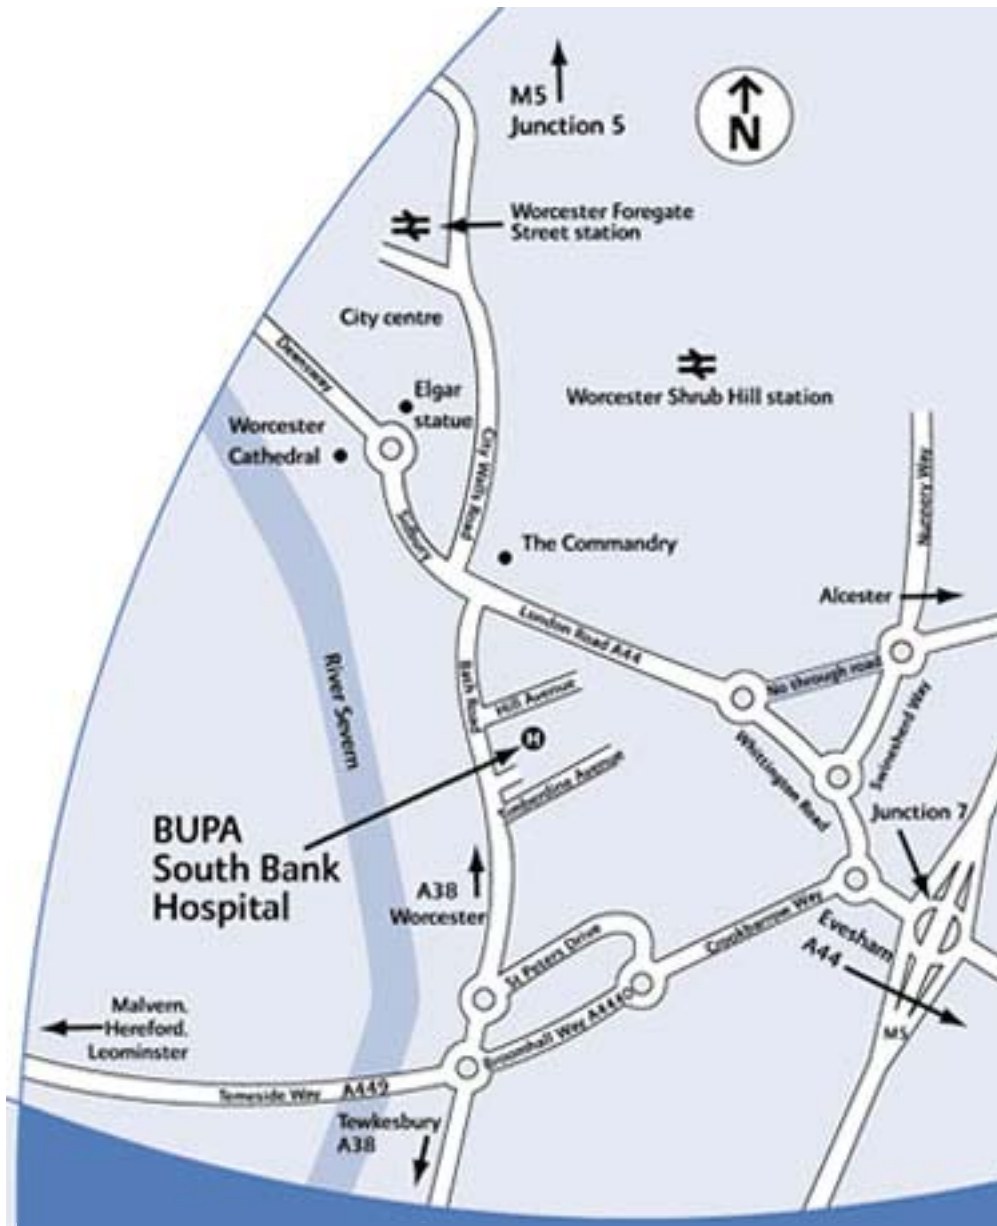 M5
Junction 5
N
Worcester Foregate
Street station
City centre
Worcester Shrub Hill station
Deansway
Elgar
statue
Worcester
Cathedral
City Walls Road
Nunnery Way
The Commandry
Alcester
London Road A44
No through road
River Severn
Bath Road
Hill Avenue
H
Swinesherd Way
Whittington Road
Timberdine Avenue
Junction 7
BUPA
South Bank
Hospital
A38
Worcester
Crookbarrow Way
Evesham
A44
St Peters Drive
Broomhall Way A4440
M5
Malvern.
Hereford.
Leominster
Temeside Way A449
Tewkesbury
A38